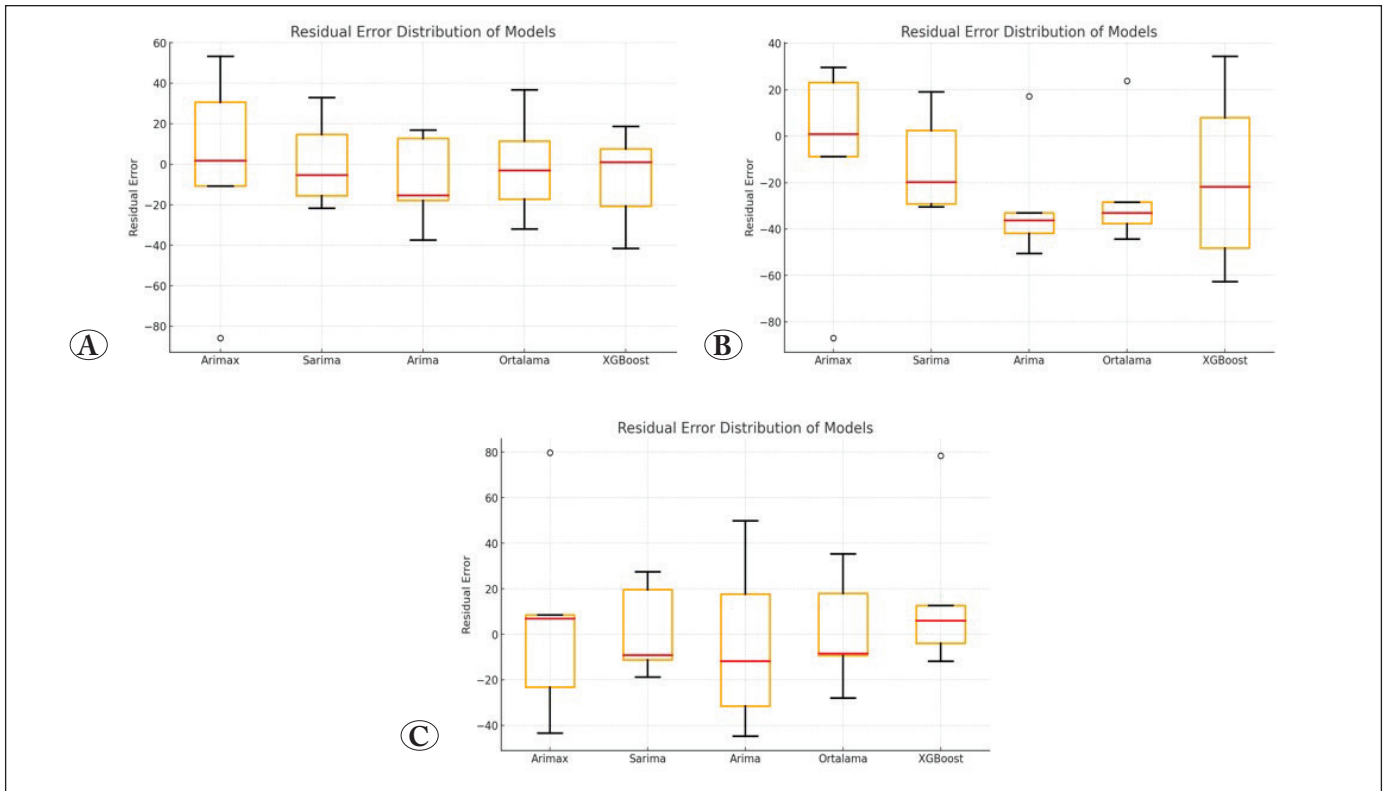 Residual Error Distribution of Models
60
40
20
0
−20
−40
−60
−80
Residual Error
Arimax Sarima Arima Ortalama XGBoost
A
Residual Error Distribution of Models
40
20
0
−20
−40
−60
−80
Residual Error
Arimax Sarima Arima Ortalama XGBoost
B
Residual Error Distribution of Models
80
60
40
20
0
−20
−40
Residual Error
Arimax Sarima Arima Ortalama XGBoost
C